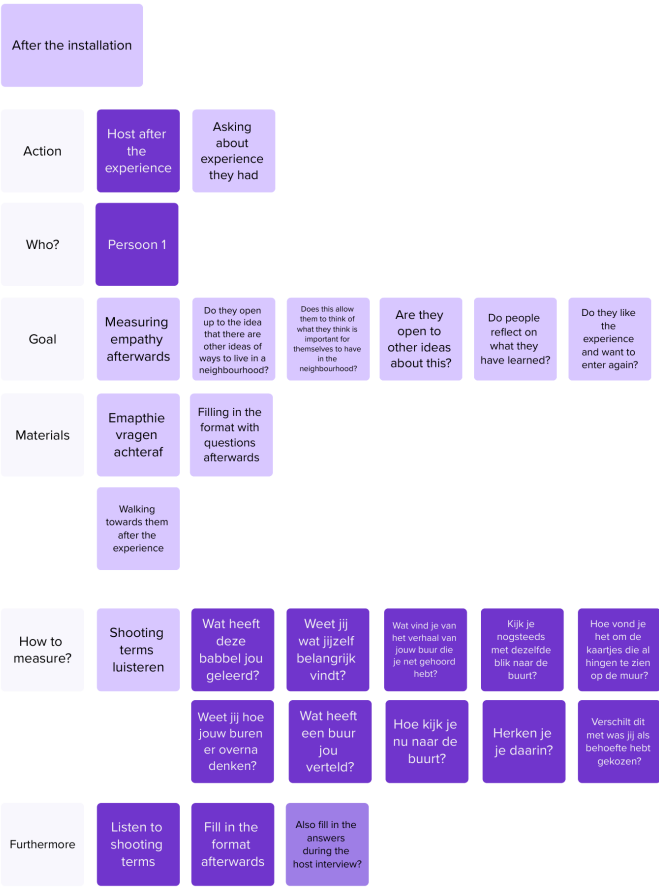 After the installation
Action
Host after
the
experience
Asking
about
experience
they had
Who?
Persoon 1
Goal
Measuring
empathy
afterwards
Do they open
up to the idea
that there are
other ideas of
ways to live in a
neighbourhood?
Does this allow
them to think of
what they think is
important for
themselves to have
in the
neighbourhood?
Are they
open to
other ideas
about this?
Do people
reflect on
what they
have learned?
Do they like
the
experience
and want to
enter again?
Materials
Emapthie
vragen
achteraf
Filling in the
format with
questions
afterwards
Walking
towards them
after the
experience
How to
measure?
Shooting
terms
luisteren
Wat heeft
deze
babbel jou
geleerd?
Weet jij
wat jijzelf
belangrijk
vindt?
Wat vind je van
het verhaal van
jouw buur die
je net gehoord
hebt?
Kijk je
nogsteeds
met dezelfde
blik naar de
buurt?
Hoe vond je
het om de
kaartjes die al
hingen te zien
op de muur?
Weet jij hoe
jouw buren
er overna
denken?
Wat heeft
een buur
jou
verteld?
Hoe kijk je
nu naar de
buurt?
Herken je
je daarin?
Verschilt dit
met was jij als
behoefte hebt
gekozen?
Furthermore
Listen to
shooting
terms
Fill in the
format
afterwards
Also fill in the
answers
during the
host interview?